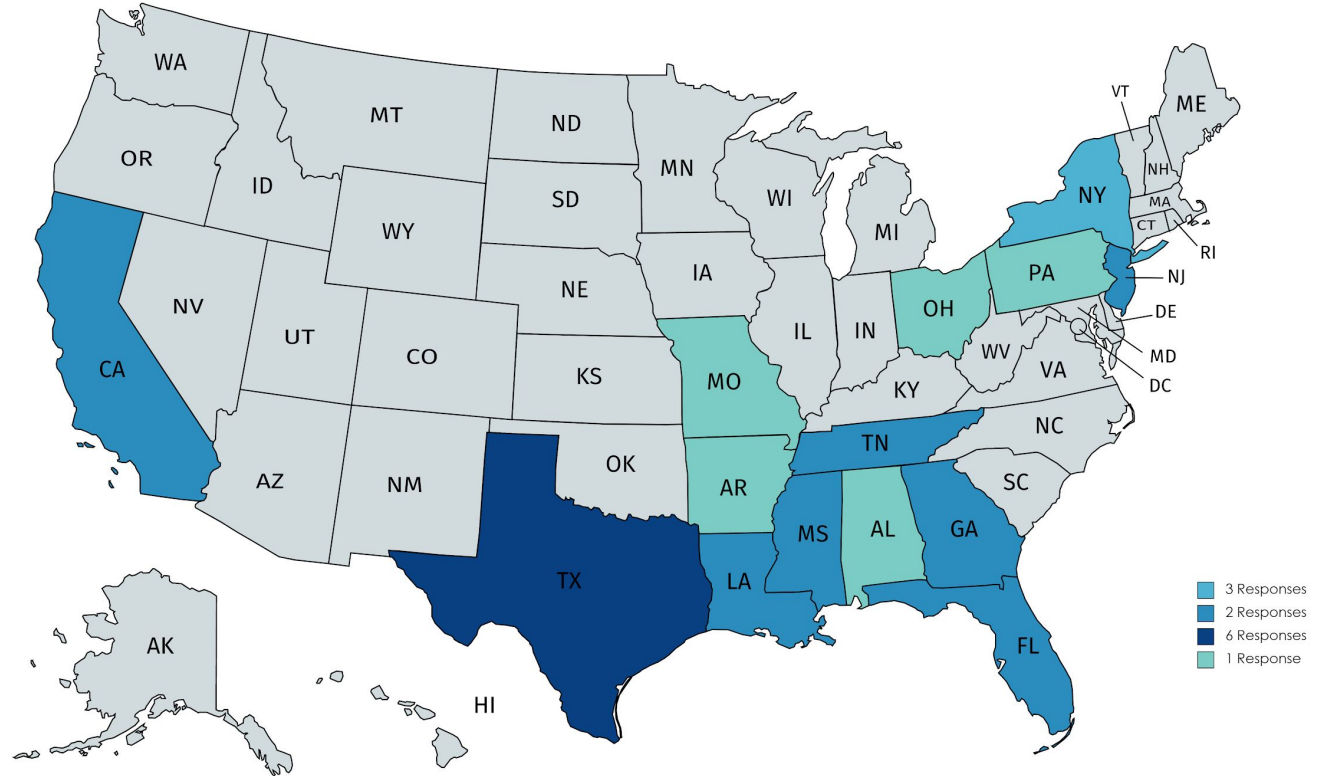 WA
MT
ND
MN
VT
ME
OR
ID
SD
WI
MI
NH
NY
MA
CT
RI
WY
IA
NE
PA
NJ
NV
UT
CO
IL
IN
OH
DE
WV
MD
DC
VA
CA
KS
MO
KY
NC
TN
AZ
NM
OK
AR
SC
MS
AL
GA
TX
LA
FL
AK
HI
3 Responses
2 Responses
6 Responses
1 Response